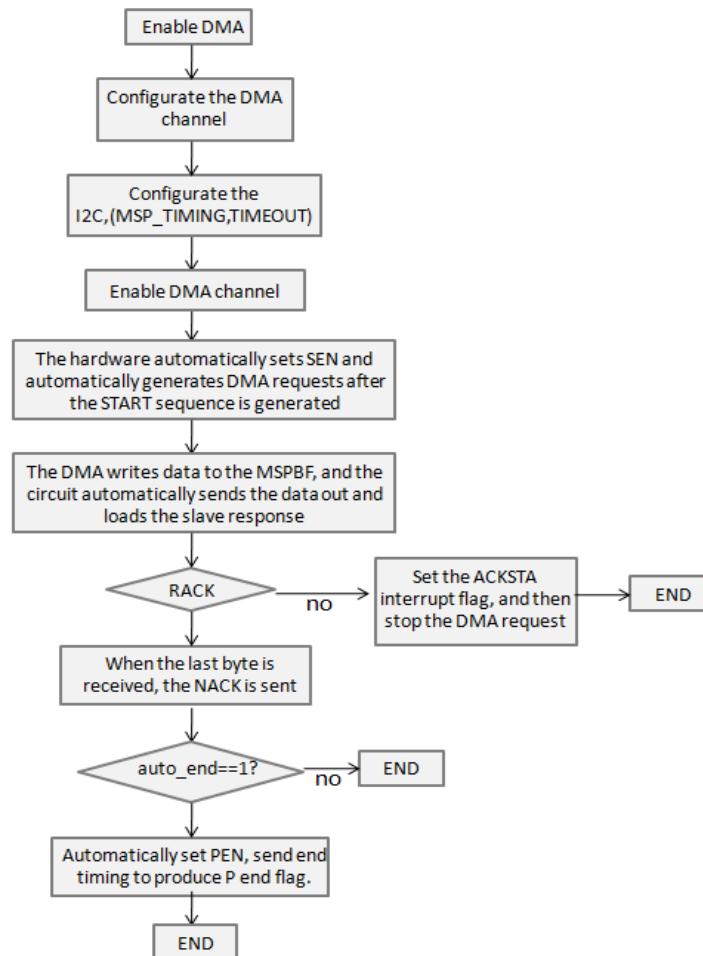 Enable DMA
Configurate the DMA
channel
Configurate the
I2C,(MSP_TIMING,TIMEOUT)
Enable DMA channel
The hardware automatically sets SEN and
automatically generates DMA requests after
the START sequence is generated
The DMA writes data to the MSPBF, and the
circuit automatically sends the data out and
loads the slave response
RACK
no
Set the ACKSTA
interrupt flag, and then
stop the DMA request
END
When the last byte is
received, the NACK is sent
auto_end==1?
no
END
Automatically set PEN, send end
timing to produce P end flag.
END